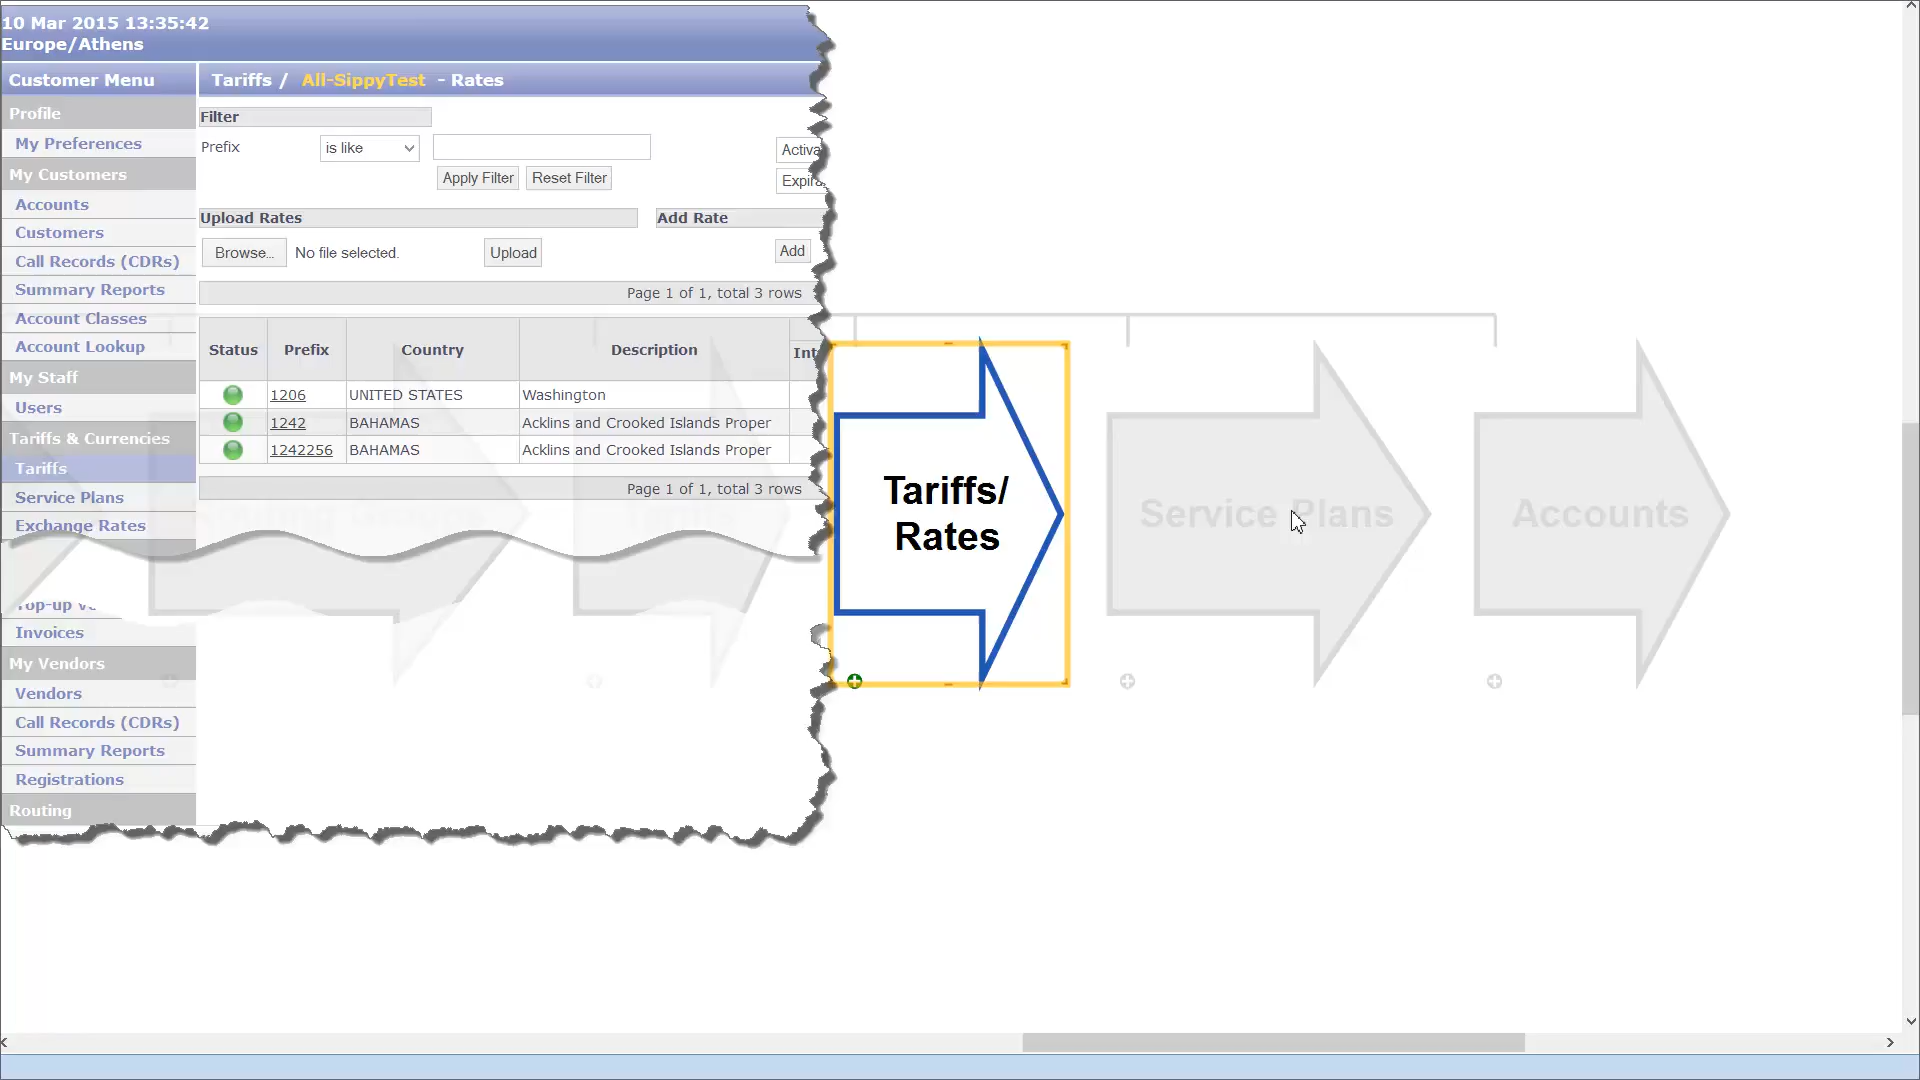 10 Mar 2015 13:35:42
Europe/Athens
Customer Menu
Tariffs / All-SippyTest - Rates
Profile
My Preferences
My Customers
Accounts
Customers
Call Records (CDRs)
Summary Reports
Account Classes
Account Lookup
My Staff
Users
Tariffs & Currencies
Tariffs
Service Plans
Exchange Rates
Invoices
My Vendors
Vendors
Call Records (CDRs)
Summary Reports
Registrations
Routing
Filter
Prefix is like
Apply Filter Reset Filter
Upload Rates Add Rate
Browse... No file selected. Upload Add
Page 1 of 1, total 3 rows
Status Prefix Country Description
1206 UNITED STATES Washington
1242 BAHAMAS Acklins and Crooked Islands Proper
1242256 BAHAMAS Acklins and Crooked Islands Proper
Page 1 of 1, total 3 rows
Tariffs/
Rates
Service Plans
Accounts